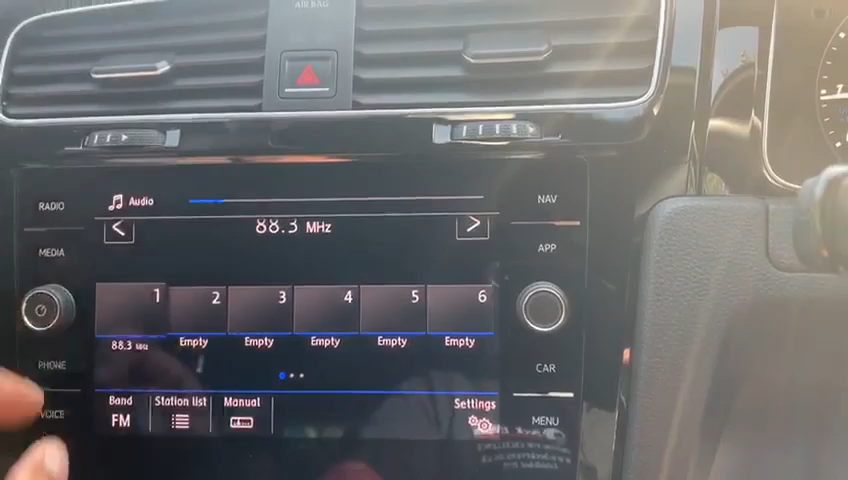 AIR BAG
RADIO
Audio
NAV
88.3 MHz
MEDIA
APP
1 2 3 4 5 6
88.3 MHz Empty Empty Empty Empty Empty
PHONE
CAR
Band Station list Manual Settings
FM
VOICE
MENU